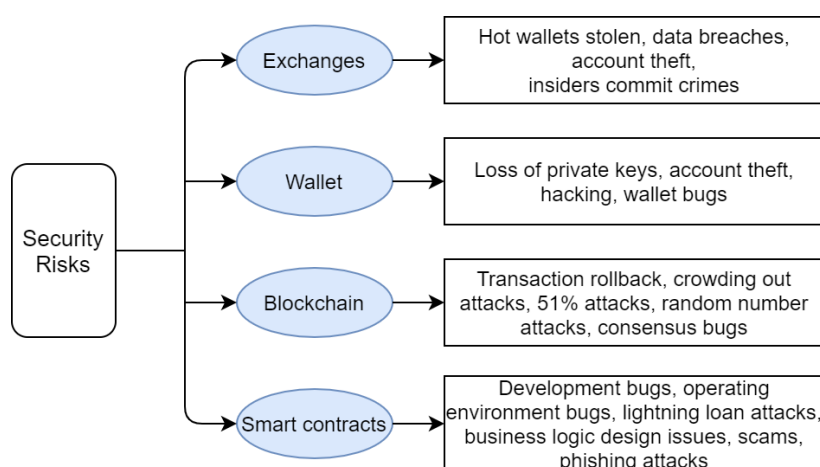 Security
Risks
Exchanges
Hot wallets stolen, data breaches,
account theft,
insiders commit crimes
Wallet
Loss of private keys, account theft,
hacking, wallet bugs
Blockchain
Transaction rollback, crowding out
attacks, 51% attacks, random number
attacks, consensus bugs
Smart contracts
Development bugs, operating
environment bugs, lightning loan attacks,
business logic design issues, scams,
phishing attacks